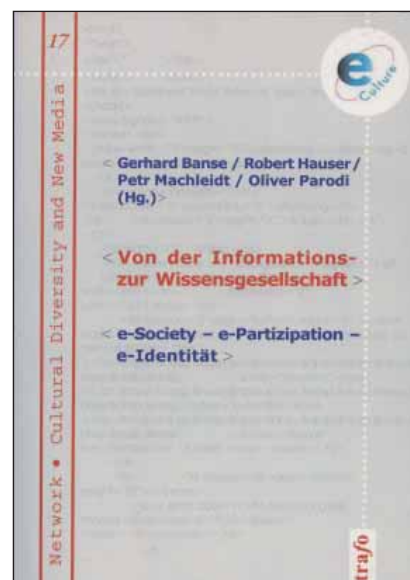 17
e
Culture
< Gerhard Banse / Robert Hauser /
Petr Machleidt / Oliver Parodi
(Hg.)>
< Von der Informations-
zur Wissensgesellschaft >
< e-Society – e-Partizipation –
e-Identität >
Network • Cultural Diversity and New Media
trafo